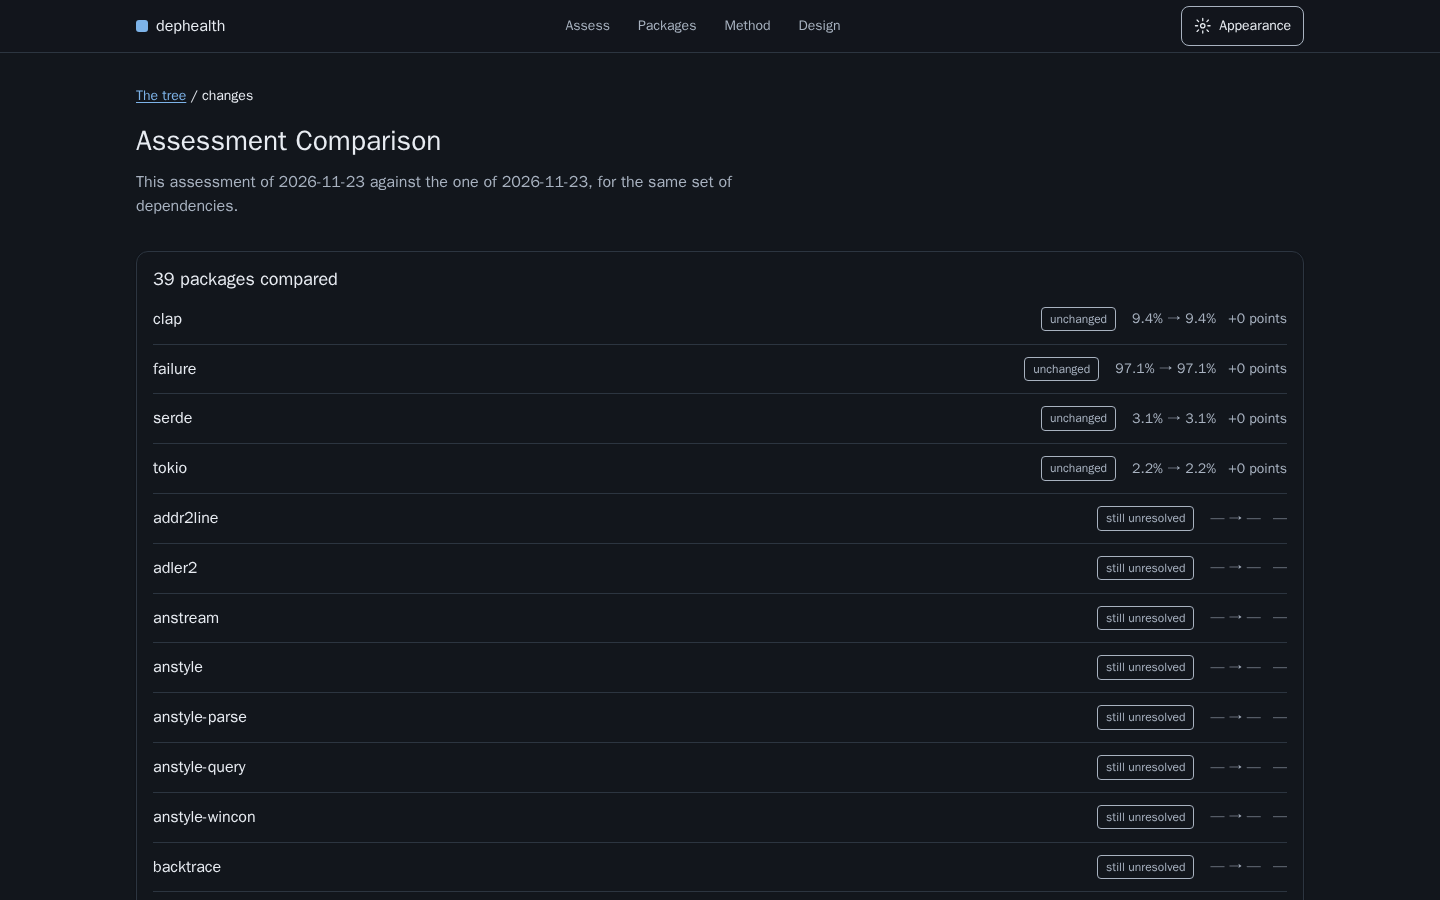 dephealth
Assess Packages Method Design
Appearance
The tree / changes
Assessment Comparison
This assessment of 2026-11-23 against the one of 2026-11-23, for the same set of
dependencies.
39 packages compared
clap unchanged 9.4% → 9.4% +0 points
failure unchanged 97.1% → 97.1% +0 points
serde unchanged 3.1% → 3.1% +0 points
tokio unchanged 2.2% → 2.2% +0 points
addr2line still unresolved — → — —
adler2 still unresolved — → — —
anstream still unresolved — → — —
anstyle still unresolved — → — —
anstyle-parse still unresolved — → — —
anstyle-query still unresolved — → — —
anstyle-wincon still unresolved — → — —
backtrace still unresolved — → — —